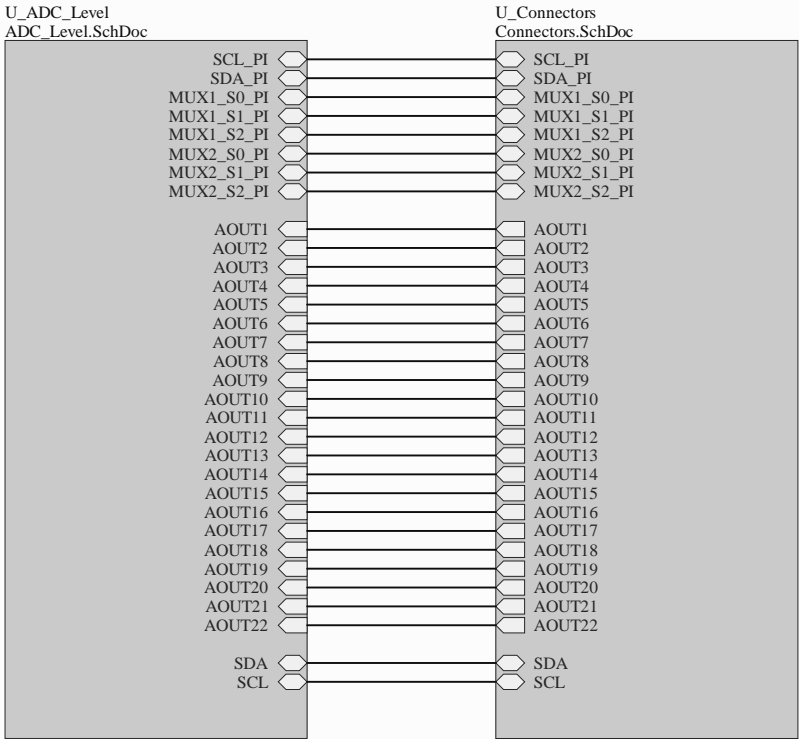 U_ADC_Level
ADC_Level.SchDoc
SCL_PI
SDA_PI
MUX1_S0_PI
MUX1_S1_PI
MUX1_S2_PI
MUX2_S0_PI
MUX2_S1_PI
MUX2_S2_PI
AOUT1
AOUT2
AOUT3
AOUT4
AOUT5
AOUT6
AOUT7
AOUT8
AOUT9
AOUT10
AOUT11
AOUT12
AOUT13
AOUT14
AOUT15
AOUT16
AOUT17
AOUT18
AOUT19
AOUT20
AOUT21
AOUT22
SDA
SCL
U_Connectors
Connectors.SchDoc
SCL_PI
SDA_PI
MUX1_S0_PI
MUX1_S1_PI
MUX1_S2_PI
MUX2_S0_PI
MUX2_S1_PI
MUX2_S2_PI
AOUT1
AOUT2
AOUT3
AOUT4
AOUT5
AOUT6
AOUT7
AOUT8
AOUT9
AOUT10
AOUT11
AOUT12
AOUT13
AOUT14
AOUT15
AOUT16
AOUT17
AOUT18
AOUT19
AOUT20
AOUT21
AOUT22
SDA
SCL